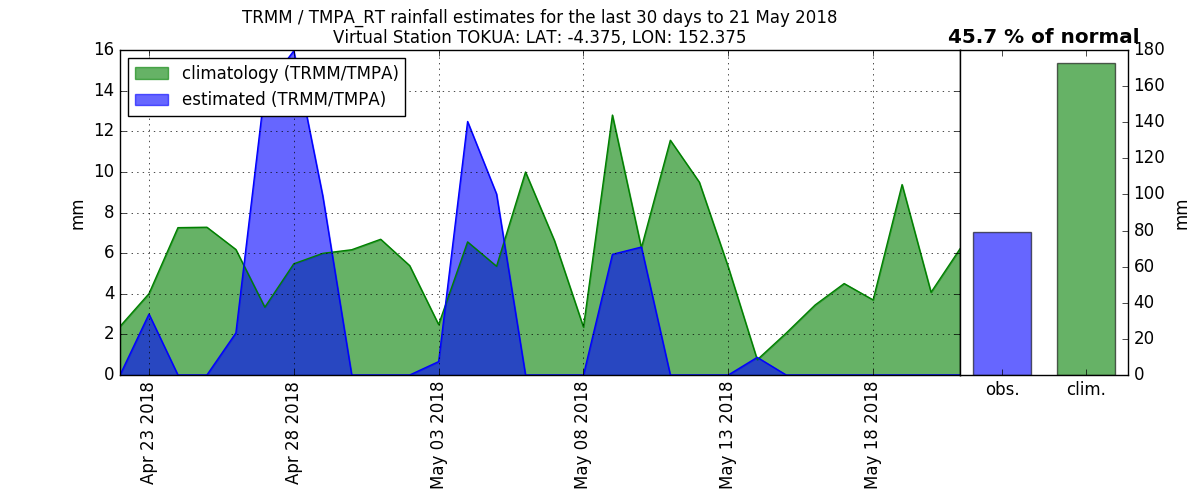 TRMM / TMPA_RT rainfall estimates for the last 30 days to 21 May 2018
Virtual Station TOKUA: LAT: -4.375, LON: 152.375
45.7 % of normal
climatology (TRMM/TMPA)
estimated (TRMM/TMPA)
16
14
12
10
8
6
4
2
0
mm
Apr 23 2018
Apr 28 2018
May 03 2018
May 08 2018
May 13 2018
May 18 2018
180
160
140
120
100
80
60
40
20
0
mm
obs.
clim.